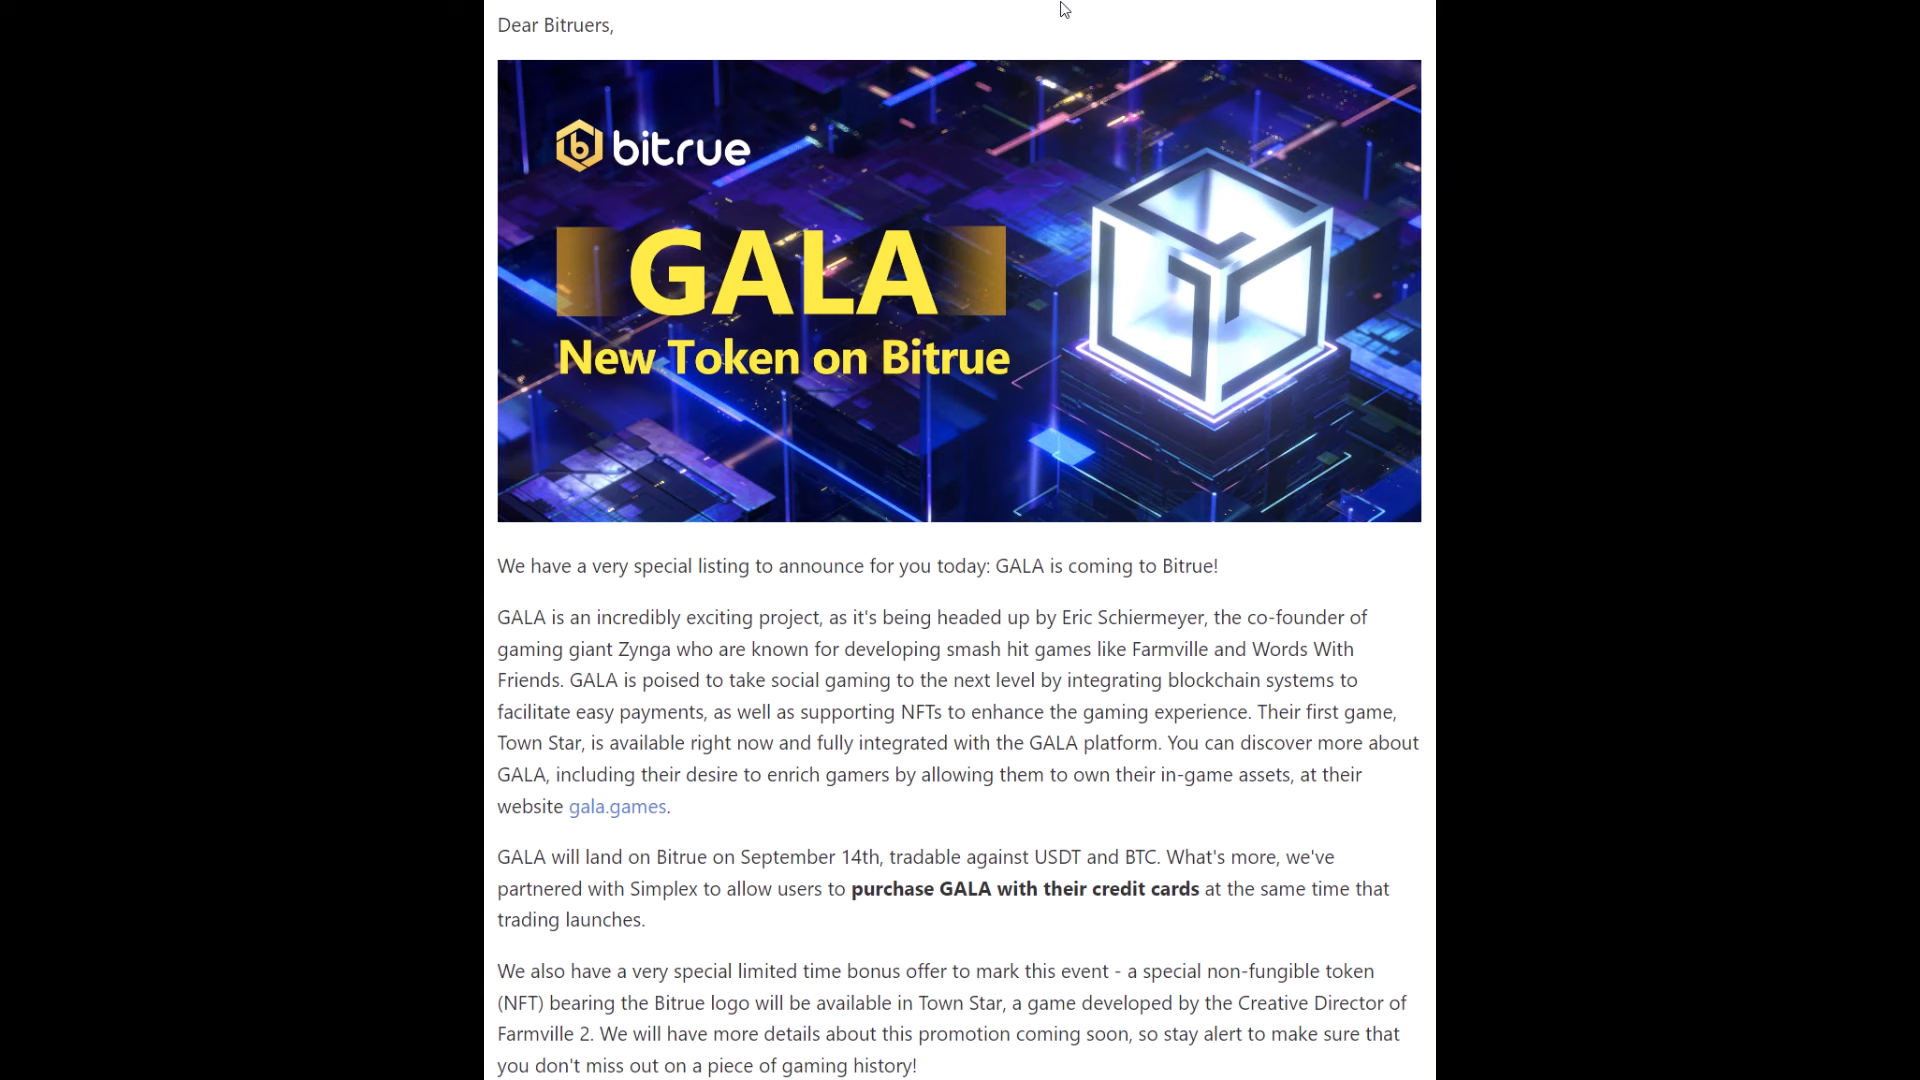 Dear Bitruers,
bitrue
GALA
New Token on Bitrue
We have a very special listing to announce for you today: GALA is coming to Bitrue!
GALA is an incredibly exciting project, as it's being headed up by Eric Schiermeyer, the co-founder of
gaming giant Zynga who are known for developing smash hit games like Farmville and Words With
Friends. GALA is poised to take social gaming to the next level by integrating blockchain systems to
facilitate easy payments, as well as supporting NFTs to enhance the gaming experience. Their first game,
Town Star, is available right now and fully integrated with the GALA platform. You can discover more about
GALA, including their desire to enrich gamers by allowing them to own their in-game assets, at their
website gala.games.
GALA will land on Bitrue on September 14th, tradable against USDT and BTC. What's more, we've
partnered with Simplex to allow users to purchase GALA with their credit cards at the same time that
trading launches.
We also have a very special limited time bonus offer to mark this event - a special non-fungible token
(NFT) bearing the Bitrue logo will be available in Town Star, a game developed by the Creative Director of
Farmville 2. We will have more details about this promotion coming soon, so stay alert to make sure that
you don't miss out on a piece of gaming history!